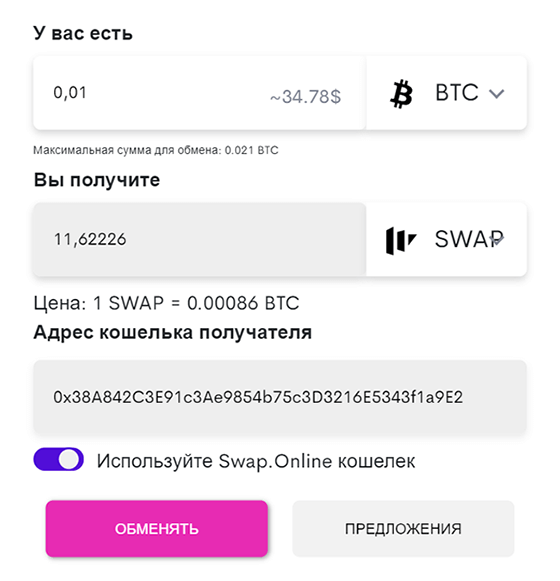 У вас есть
0,01 ~34.78$ BTC
Максимальная сумма для обмена: 0.021 BTC
Вы получите
11,62226 SWAP
Цена: 1 SWAP = 0.00086 BTC
Адрес кошелька получателя
0x38A842C3E91c3Ae9854b75c3D3216E5343f1a9E2
Используйте Swap.Online кошелек
ОБМЕНЯТЬ ПРЕДЛОЖЕНИЯ